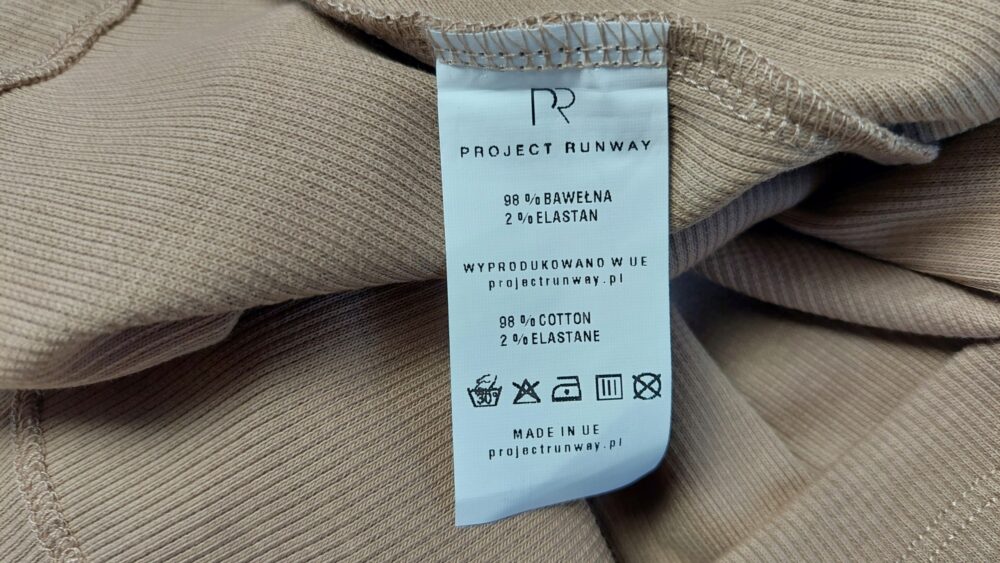 PR
PROJECT RUNWAY
98 % BAWEŁNA
2 % ELASTAN
WYPRODUKOWANO W UE
projectrunway.pl
98 % COTTON
2 % ELASTANE
30°
MADE IN UE
projectrunway.pl